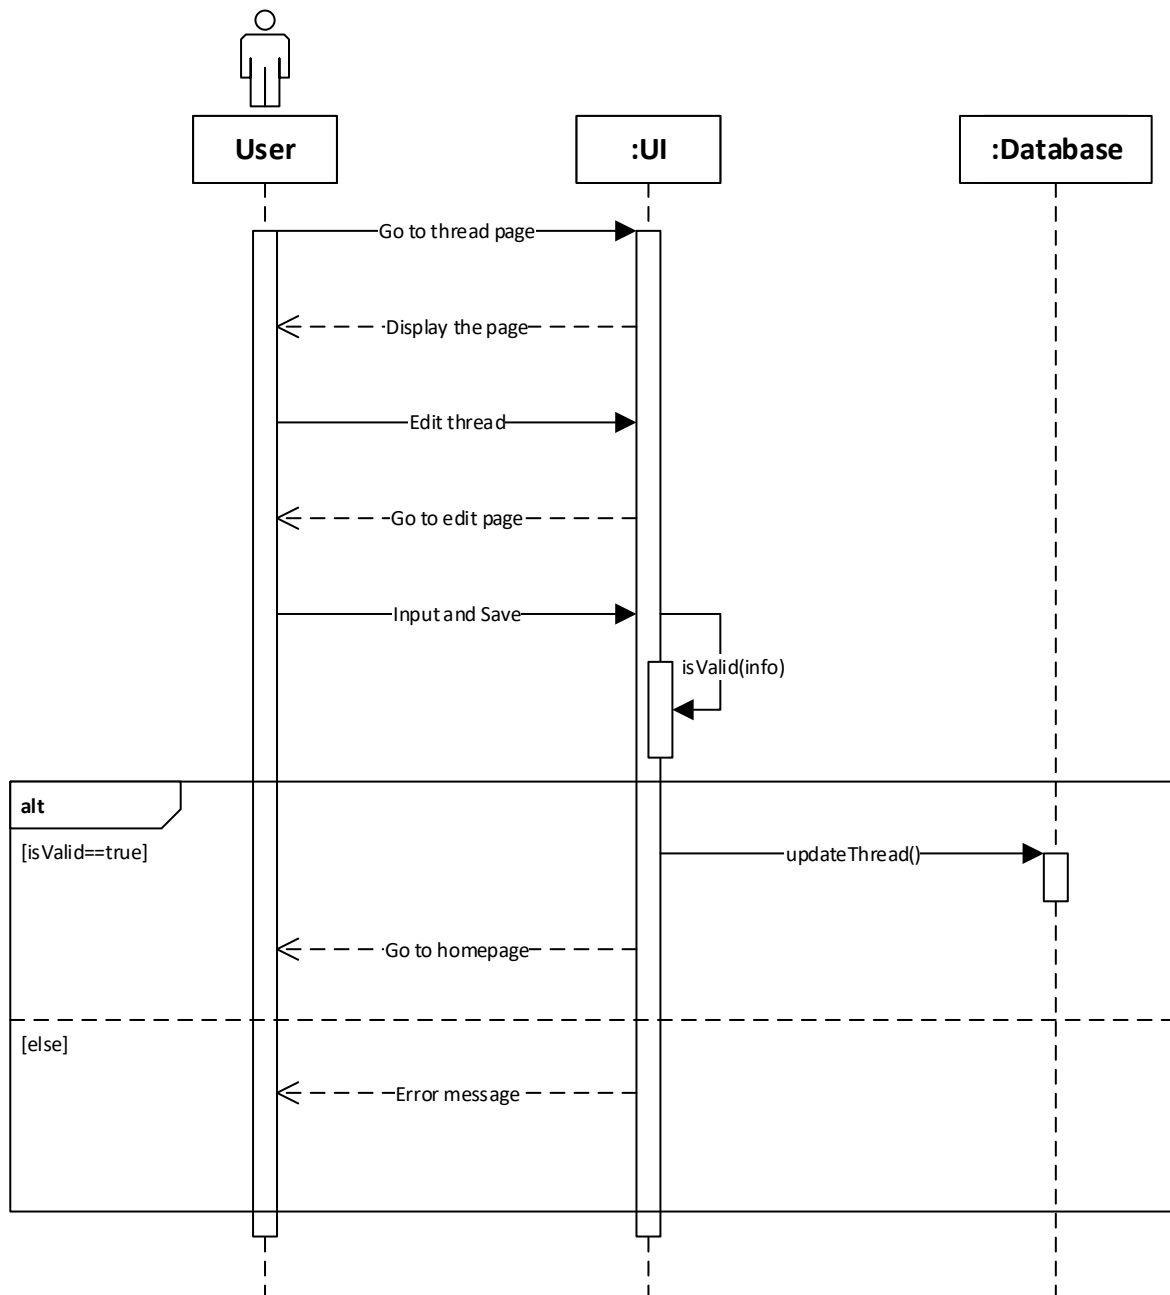 User
:UI
:Database
Go to thread page
Display the page
Edit thread
Go to edit page
Input and Save
isValid(info)
alt
[isValid==true]
updateThread()
Go to homepage
[else]
Error message